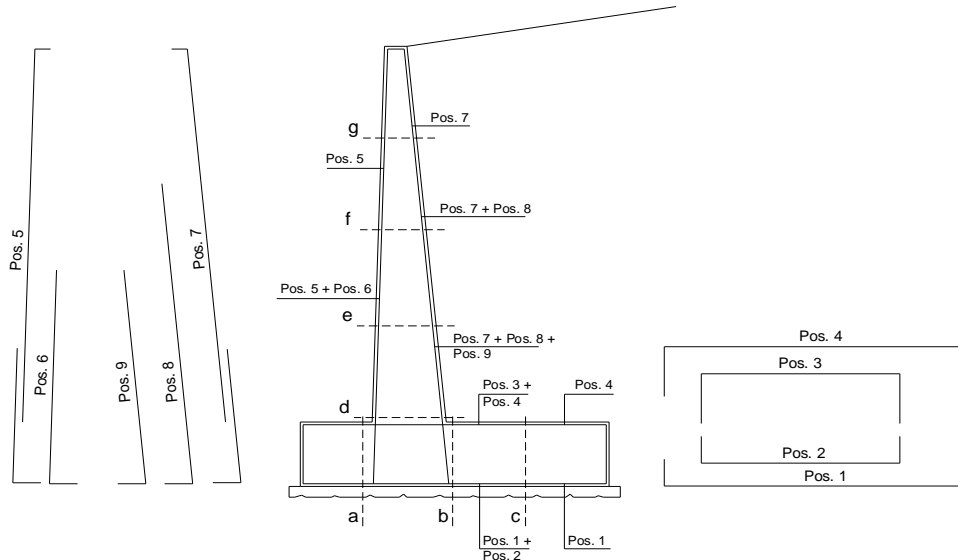 Pos. 5
Pos. 6
Pos. 9
Pos. 8
Pos. 7
g
Pos. 7
Pos. 5
f
Pos. 7 + Pos. 8
Pos. 5 + Pos. 6
e
Pos. 7 + Pos. 8 +
Pos. 9
d
Pos. 3 +
Pos. 4
Pos. 4
a
b
c
Pos. 1 +
Pos. 2
Pos. 1
Pos. 4
Pos. 3
Pos. 2
Pos. 1